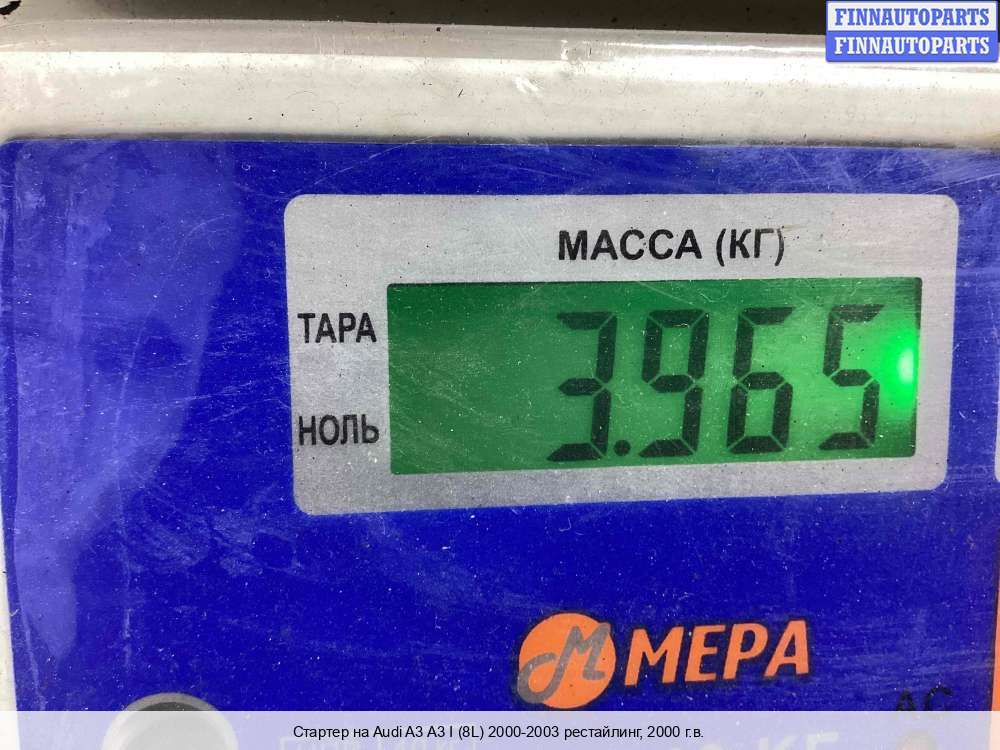 FINNAUTOPARTS
FINNAUTOPARTS
МАССА (КГ)
ТАРА
3.965
НОЛЬ
М МЕРА
AC
Стартер на Audi A3 A3 I (8L) 2000-2003 рестайлинг, 2000 г.в.